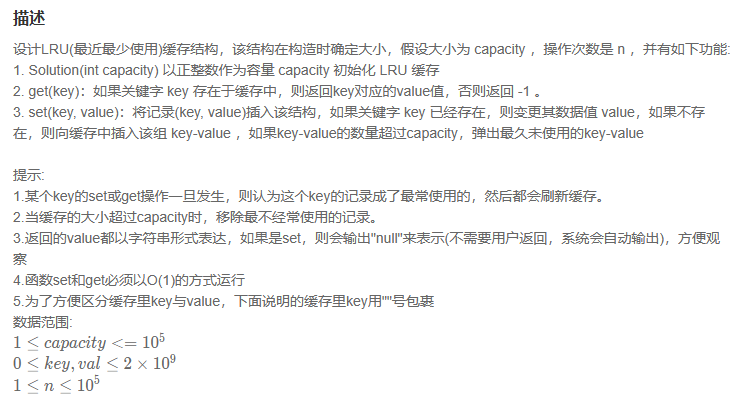 描述
设计LRU(最近最少使用)缓存结构，该结构在构造时确定大小，假设大小为 capacity ，操作次数是 n ，并有如下功能:
1. Solution(int capacity) 以正整数作为容量 capacity 初始化 LRU 缓存
2. get(key)：如果关键字 key 存在于缓存中，则返回key对应的value值，否则返回 -1 。
3. set(key, value)：将记录(key, value)插入该结构，如果关键字 key 已经存在，则变更其数据值 value，如果不存
在，则向缓存中插入该组 key-value ，如果key-value的数量超过capacity，弹出最久未使用的key-value
提示:
1.某个key的set或get操作一旦发生，则认为这个key的记录成了最常使用的，然后都会刷新缓存。
2.当缓存的大小超过capacity时，移除最不经常使用的记录。
3.返回的value都以字符串形式表达，如果是set，则会输出"null"来表示(不需要用户返回，系统会自动输出)，方便观
察
4.函数set和get必须以O(1)的方式运行
5.为了方便区分缓存里key与value，下面说明的缓存里key用""号包裹
数据范围:
1 ≤ capacity <= 10⁵
0 ≤ key, val ≤ 2 × 10⁹
1 ≤ n ≤ 10⁵